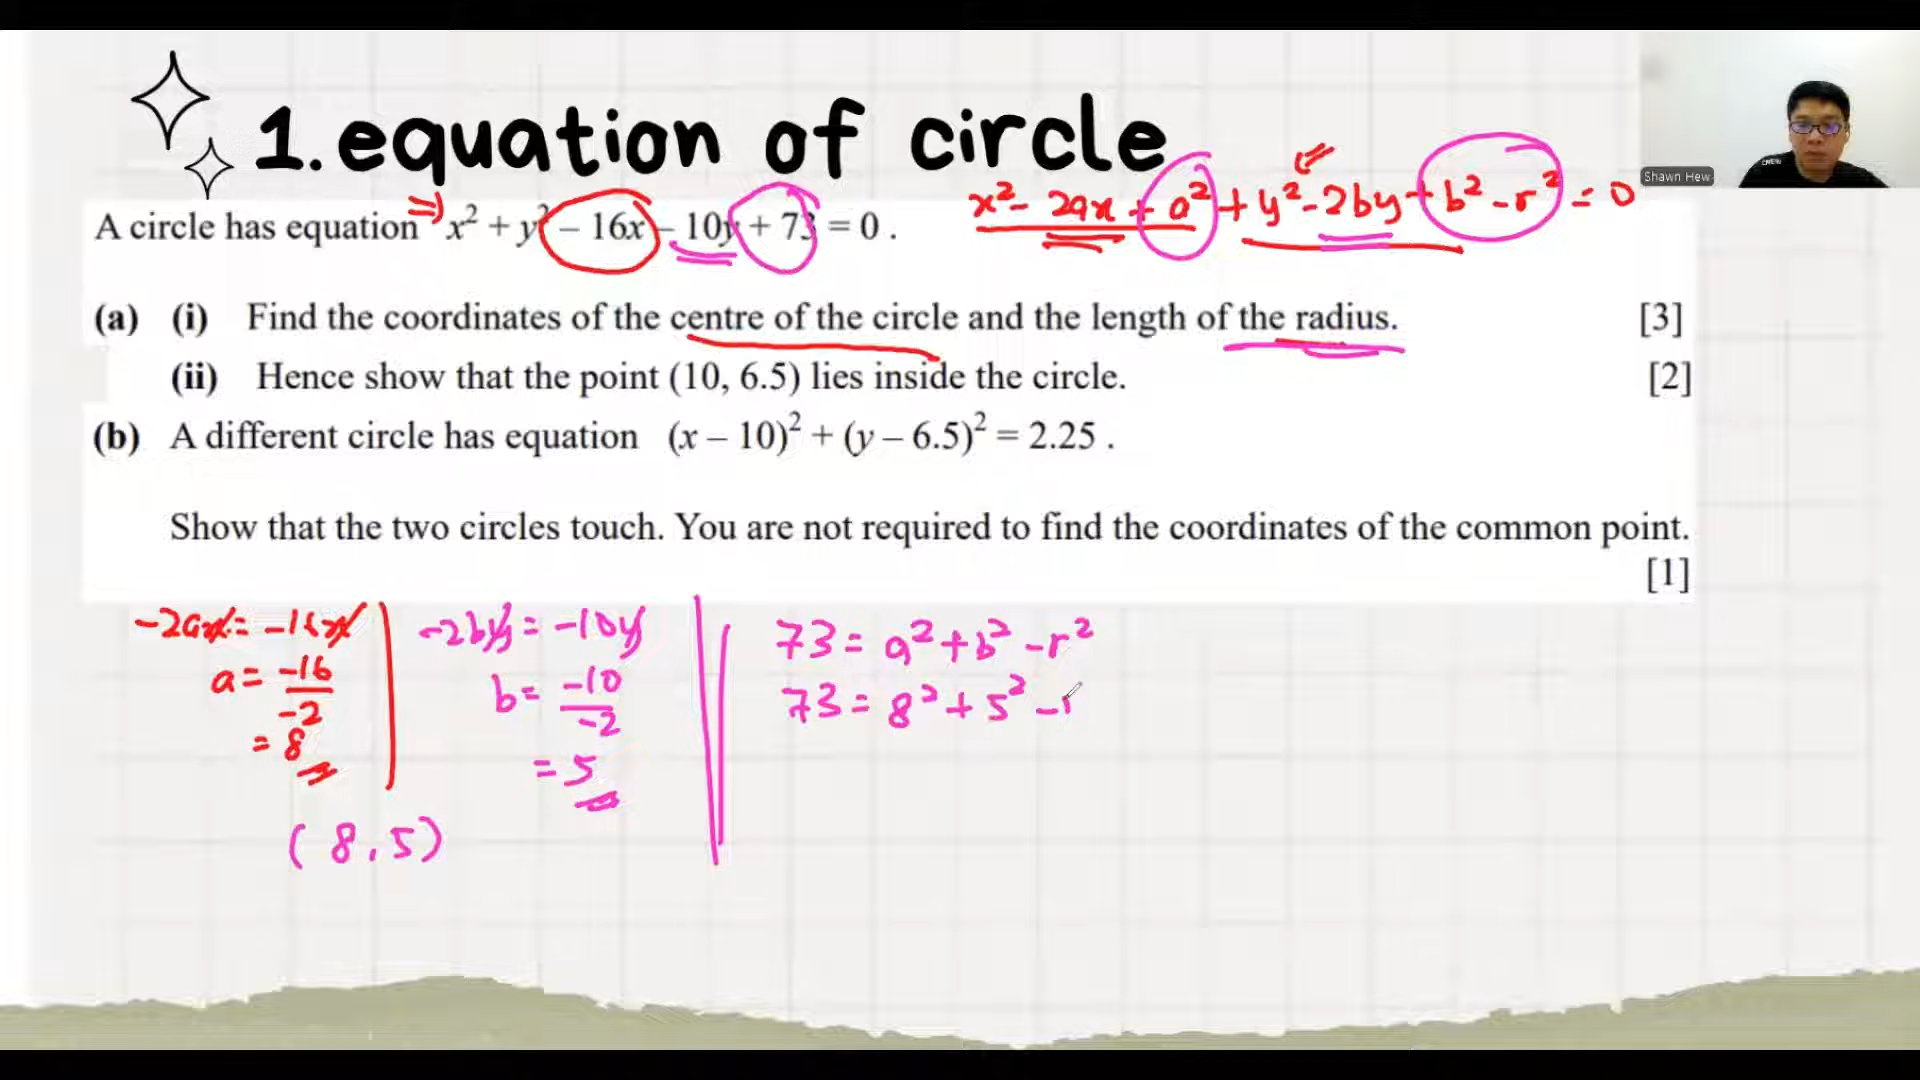 1. equation of circle
x² - 2ax + a² + y² - 2by + b² - r² = 0
Shawn Hew
A circle has equation ⇒ x² + y² – 16x – 10y + 73 = 0 .
(a) (i) Find the coordinates of the centre of the circle and the length of the radius. [3]
(ii) Hence show that the point (10, 6.5) lies inside the circle. [2]
(b) A different circle has equation (x – 10)² + (y – 6.5)² = 2.25 .
Show that the two circles touch. You are not required to find the coordinates of the common point.
[1]
-2ax = -16x
a = -16/-2
= 8
(8, 5)
-2by = -10y
b = -10/-2
= 5
73 = a² + b² - r²
73 = 8² + 5² - r